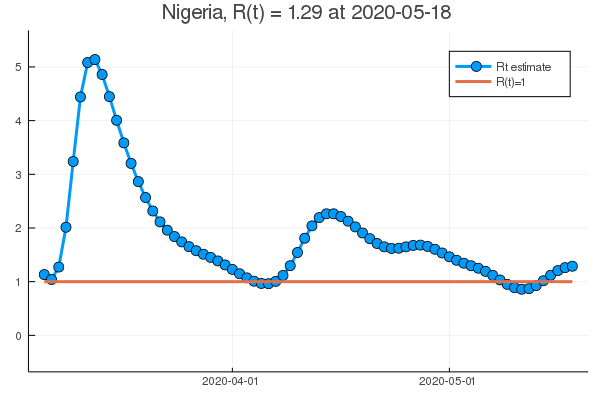 Nigeria, R(t) = 1.29 at 2020-05-18
Rt estimate
R(t)=1
5
4
3
2
1
0
2020-04-01
2020-05-01